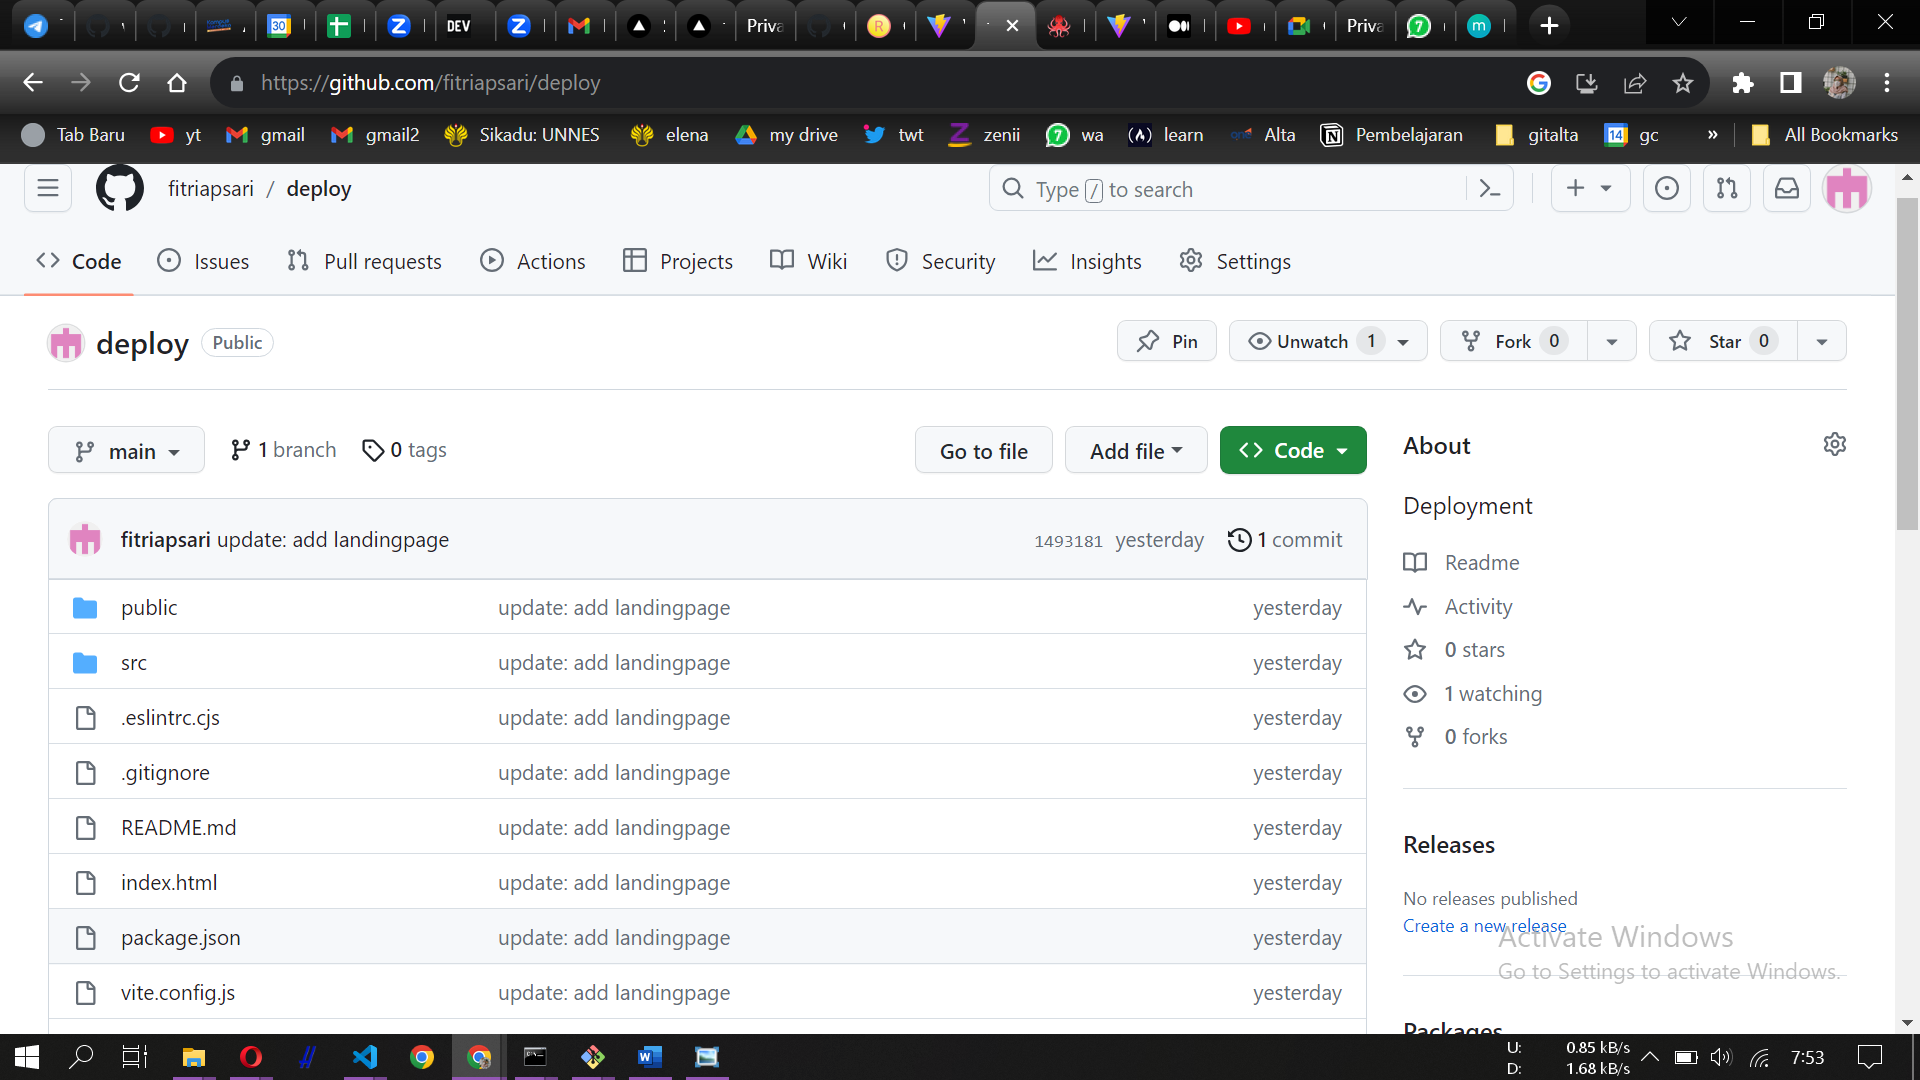 DEV
Priva
Priva
https://github.com/fitriapsari/deploy
Tab Baru yt gmail gmail2 Sikadu: UNNES elena my drive twt zenii wa learn Alta Pembelajaran gitalta gc » All Bookmarks
fitriapsari / deploy
Type / to search
Code Issues Pull requests Actions Projects Wiki Security Insights Settings
deploy Public
Pin Unwatch 1 Fork 0 Star 0
main 1 branch 0 tags
Go to file Add file Code
fitriapsari update: add landingpage 1493181 yesterday 1 commit
public update: add landingpage yesterday
src update: add landingpage yesterday
.eslintrc.cjs update: add landingpage yesterday
.gitignore update: add landingpage yesterday
README.md update: add landingpage yesterday
index.html update: add landingpage yesterday
package.json update: add landingpage yesterday
vite.config.js update: add landingpage yesterday
About
Deployment
Readme
Activity
0 stars
1 watching
0 forks
Releases
No releases published
Create a new release
Packages
Activate Windows
Go to Settings to activate Windows.
U: 0.85 kB/s
D: 1.68 kB/s
7:53